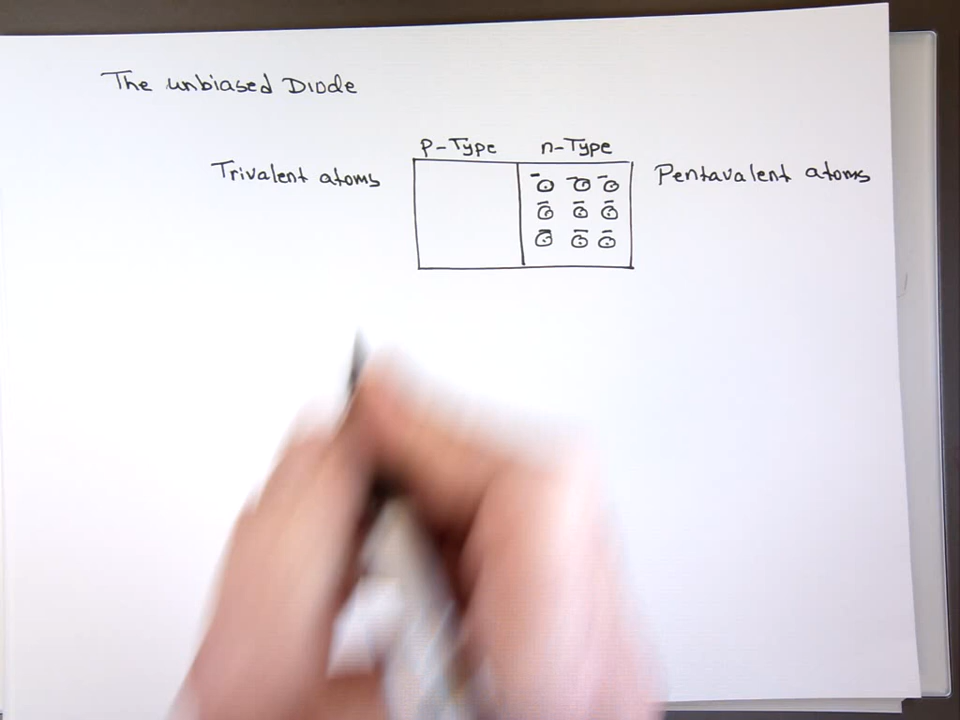 The unbiased Diode
P-Type n-Type
Trivalent atoms Pentavalent atoms